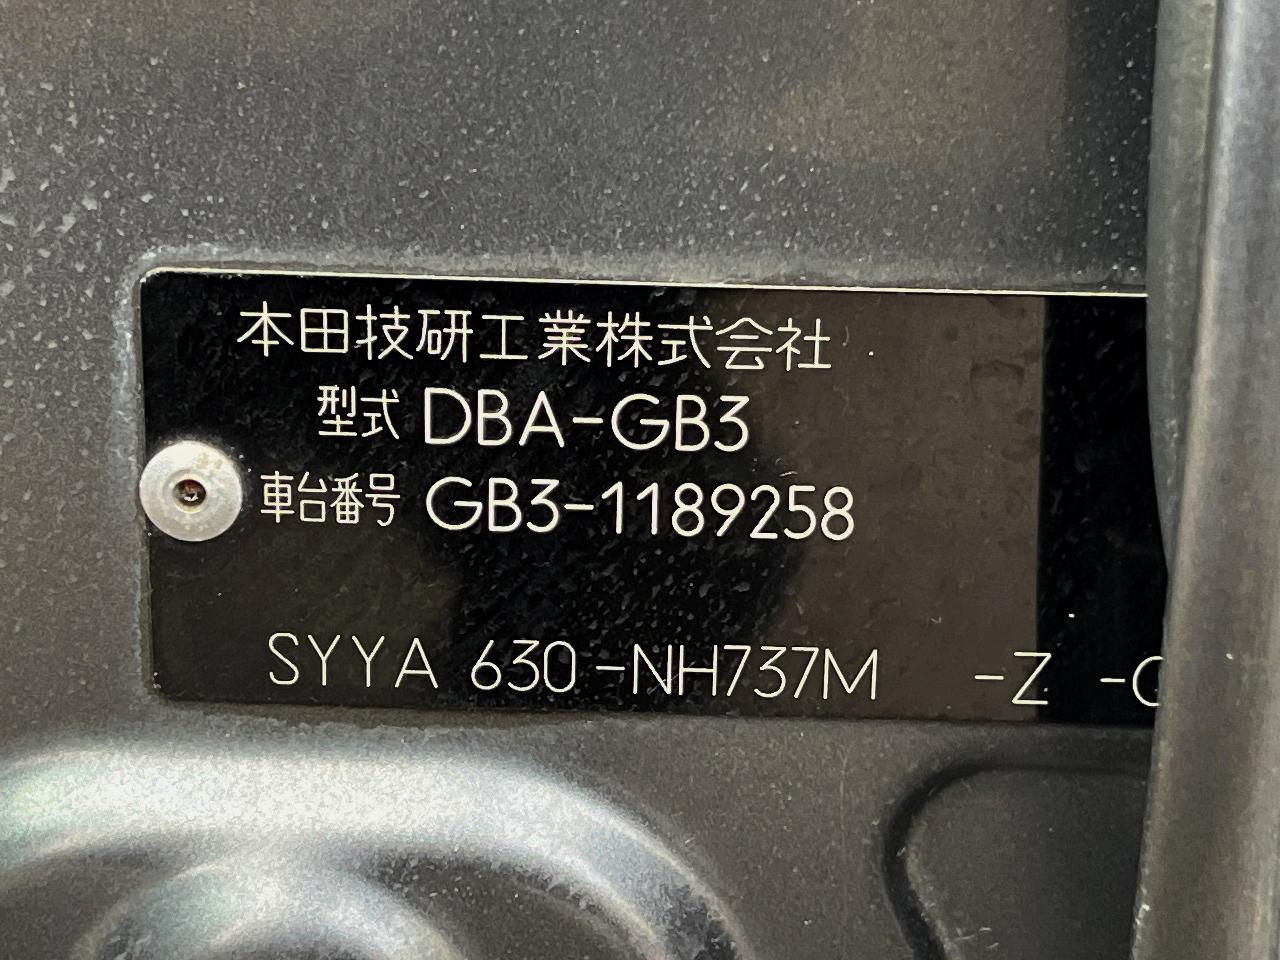 本田技研工業株式会社
型式 DBA-GB3
車台番号 GB3-1189258
SYYA 630 -NH737M -Z -